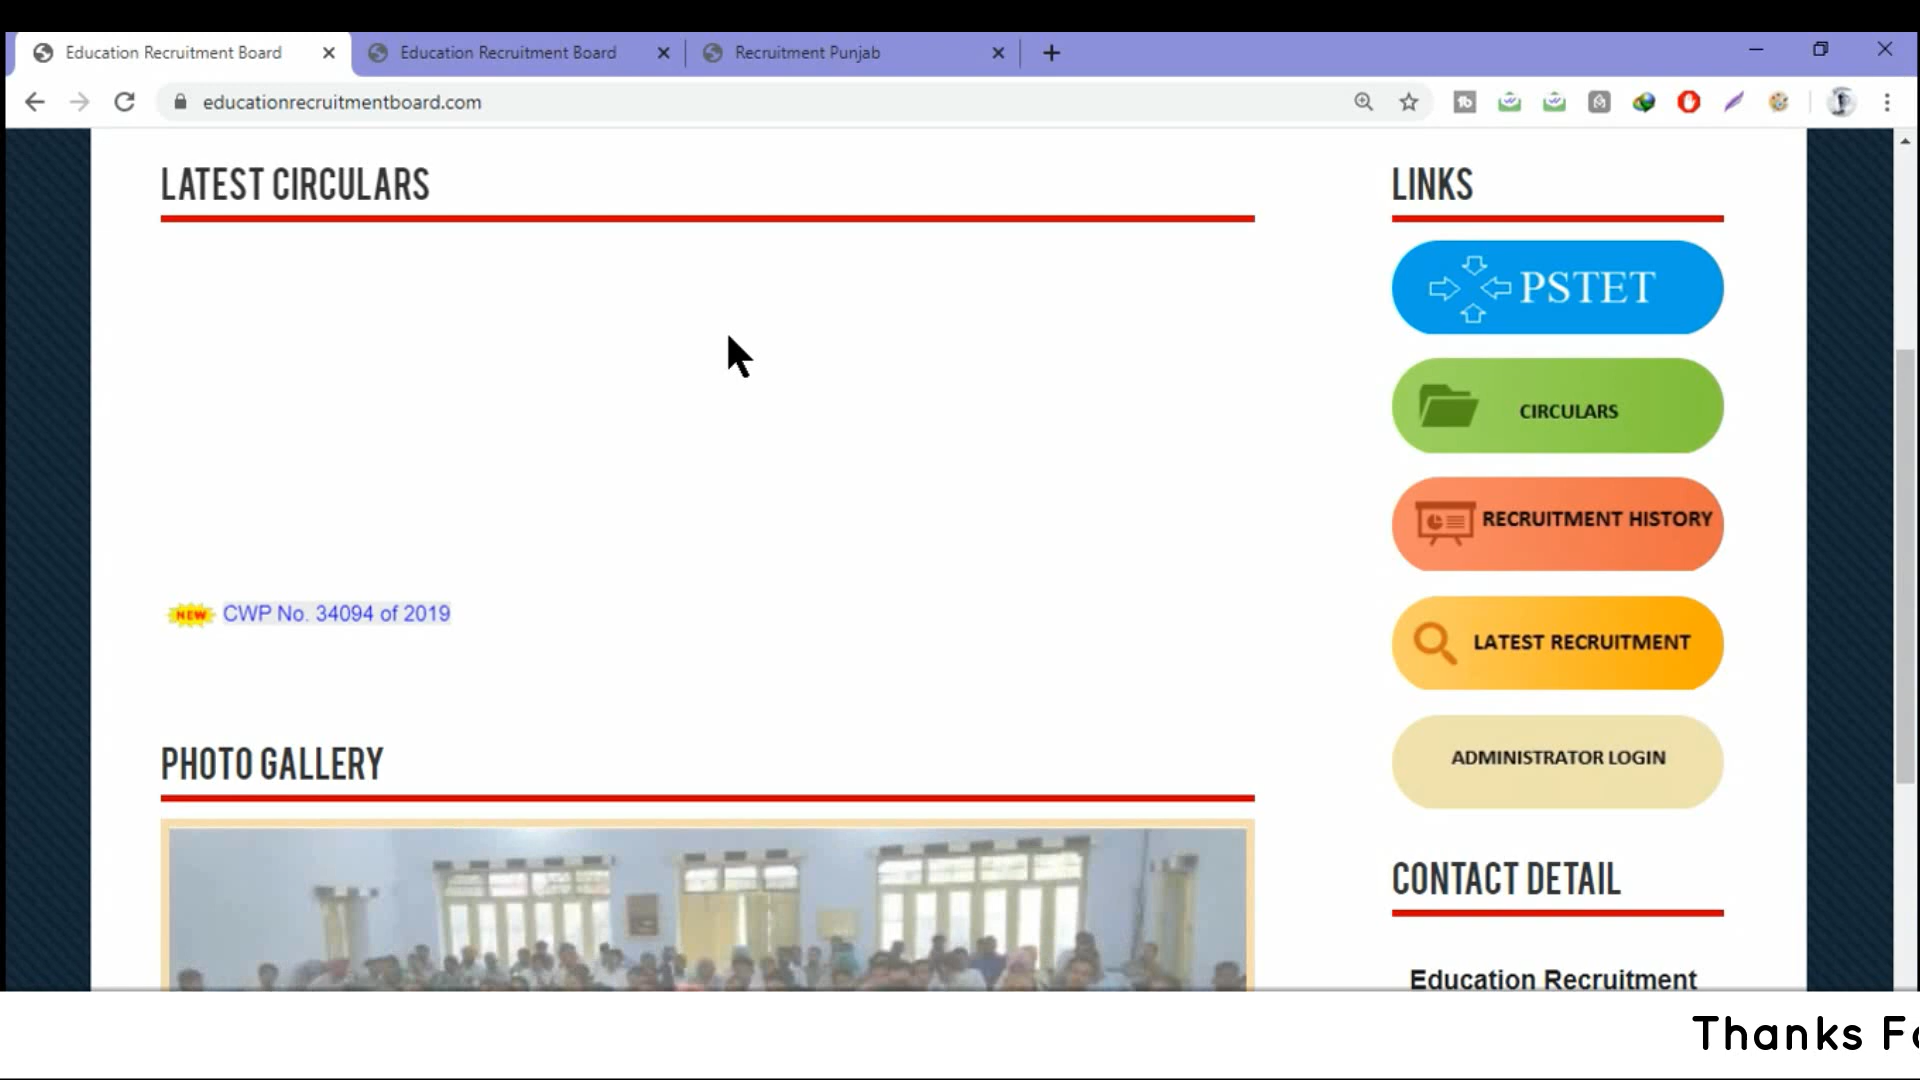 Education Recruitment Board
Education Recruitment Board
Recruitment Punjab
educationrecruitmentboard.com
LATEST CIRCULARS
NEW CWP No. 34094 of 2019
PHOTO GALLERY
LINKS
PSTET
CIRCULARS
RECRUITMENT HISTORY
LATEST RECRUITMENT
ADMINISTRATOR LOGIN
CONTACT DETAIL
Education Recruitment
Thanks